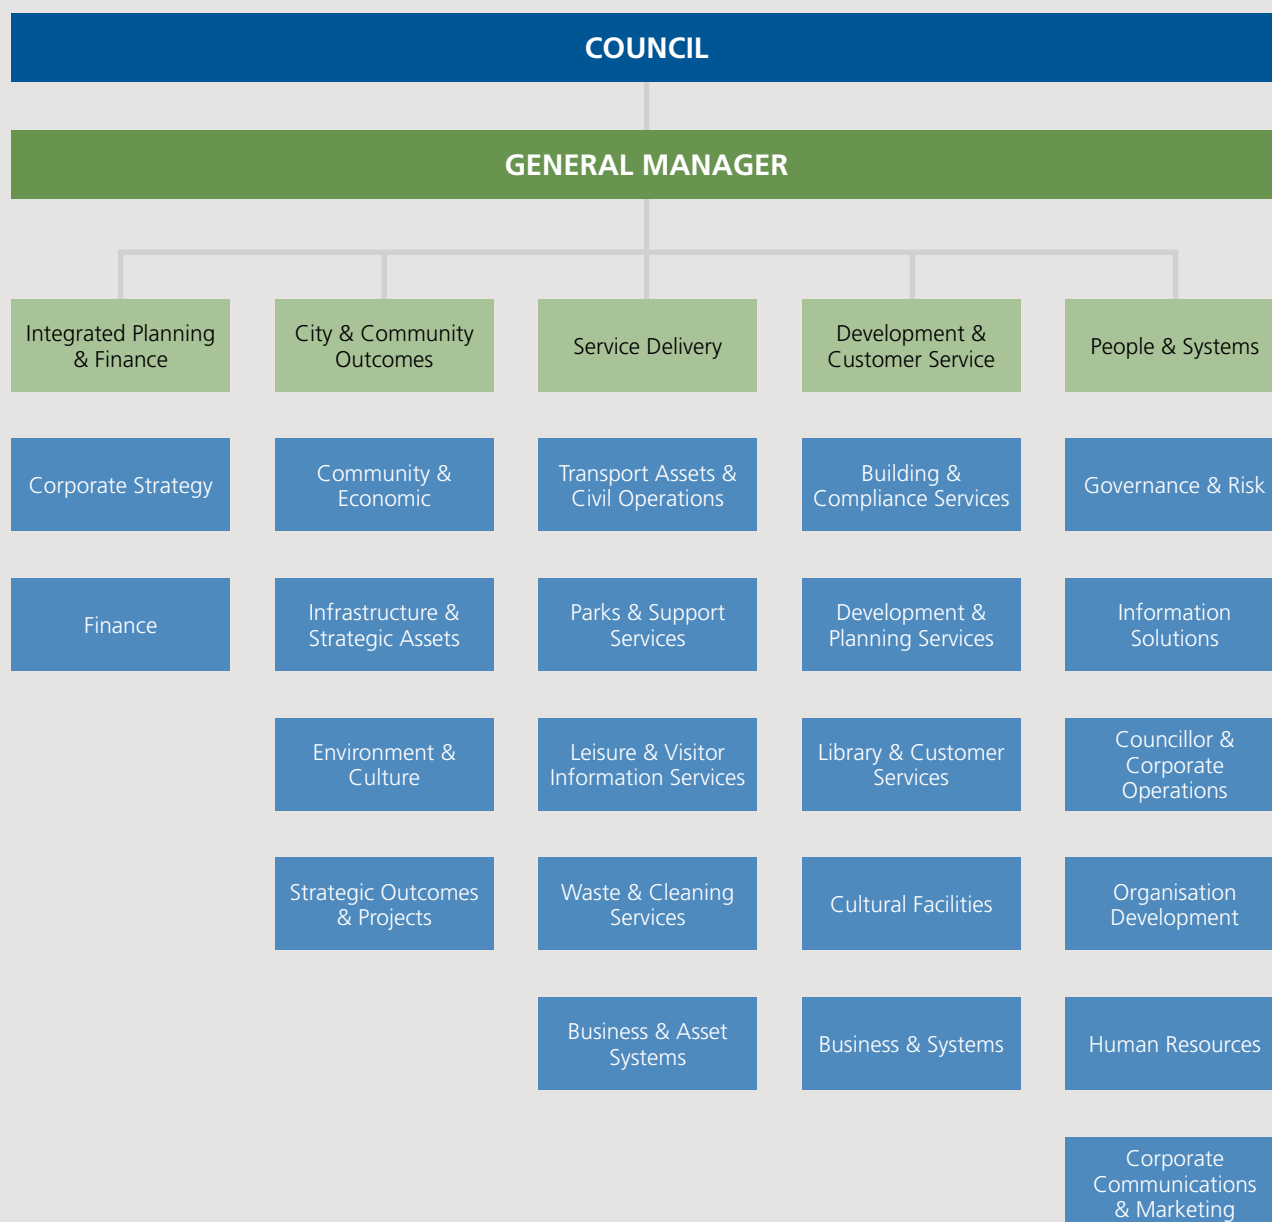 COUNCIL
GENERAL MANAGER
Integrated Planning
& Finance
City & Community
Outcomes
Service Delivery
Development &
Customer Service
People & Systems
Corporate Strategy
Community &
Economic
Transport Assets &
Civil Operations
Building &
Compliance Services
Governance & Risk
Finance
Infrastructure &
Strategic Assets
Parks & Support
Services
Development &
Planning Services
Information
Solutions
Environment &
Culture
Leisure & Visitor
Information Services
Library & Customer
Services
Councillor &
Corporate
Operations
Strategic Outcomes
& Projects
Waste & Cleaning
Services
Cultural Facilities
Organisation
Development
Business & Asset
Systems
Business & Systems
Human Resources
Corporate
Communications
& Marketing